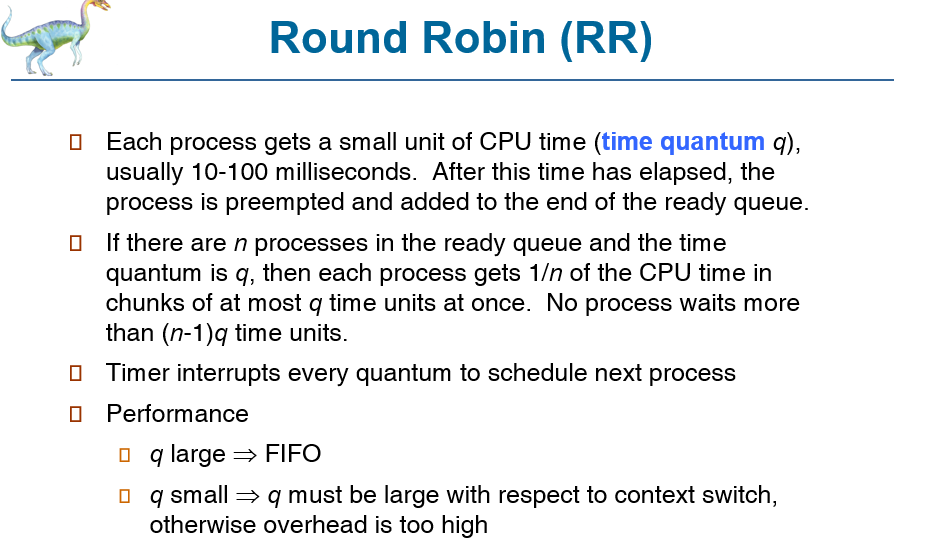 Round Robin (RR)
Each process gets a small unit of CPU time (time quantum q),
usually 10-100 milliseconds.  After this time has elapsed, the
process is preempted and added to the end of the ready queue.
If there are n processes in the ready queue and the time
quantum is q, then each process gets 1/n of the CPU time in
chunks of at most q time units at once.  No process waits more
than (n-1)q time units.
Timer interrupts every quantum to schedule next process
Performance
q large ⇒ FIFO
q small ⇒ q must be large with respect to context switch,
otherwise overhead is too high